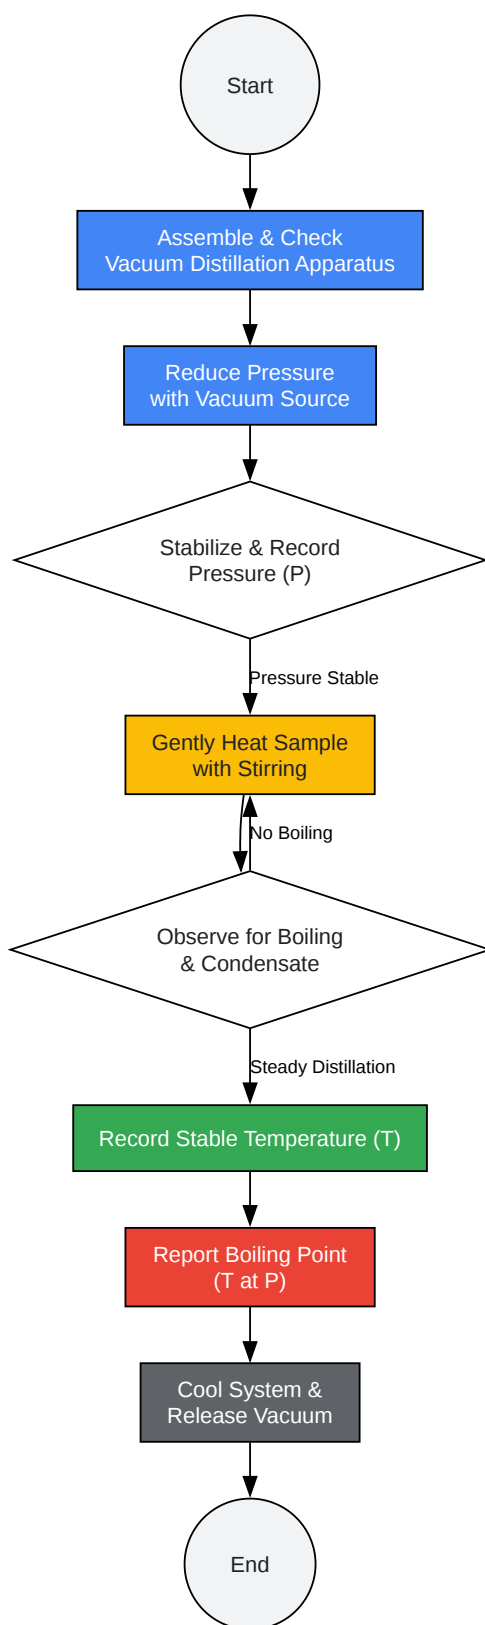 Start
Assemble & Check
Vacuum Distillation Apparatus
Reduce Pressure
with Vacuum Source
Stabilize & Record
Pressure (P)
Pressure Stable
Gently Heat Sample
with Stirring
No Boiling
Observe for Boiling
& Condensate
Steady Distillation
Record Stable Temperature (T)
Report Boiling Point
(T at P)
Cool System &
Release Vacuum
End